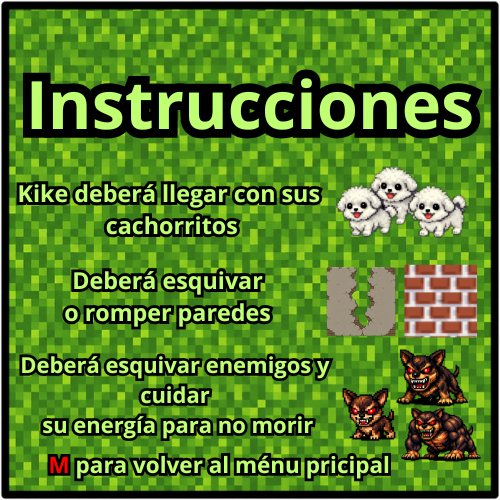 Instrucciones
Kike deberá llegar con sus
cachorritos
Deberá esquivar
o romper paredes
Deberá esquivar enemigos y
cuidar
su energía para no morir
M para volver al ménu pricipal